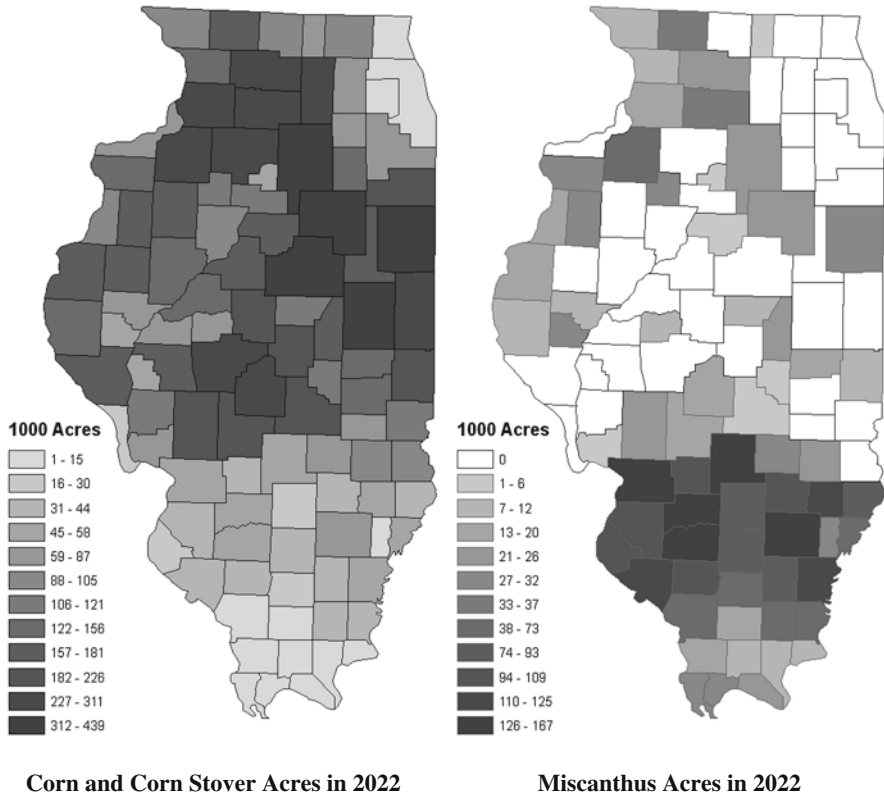 1000 Acres
1 - 15
16 - 30
31 - 44
45 - 58
59 - 87
88 - 105
106 - 121
122 - 156
157 - 181
182 - 226
227 - 311
312 - 439
1000 Acres
0
1 - 6
7 - 12
13 - 20
21 - 26
27 - 32
33 - 37
38 - 73
74 - 93
94 - 109
110 - 125
126 - 167
Corn and Corn Stover Acres in 2022
Miscanthus Acres in 2022